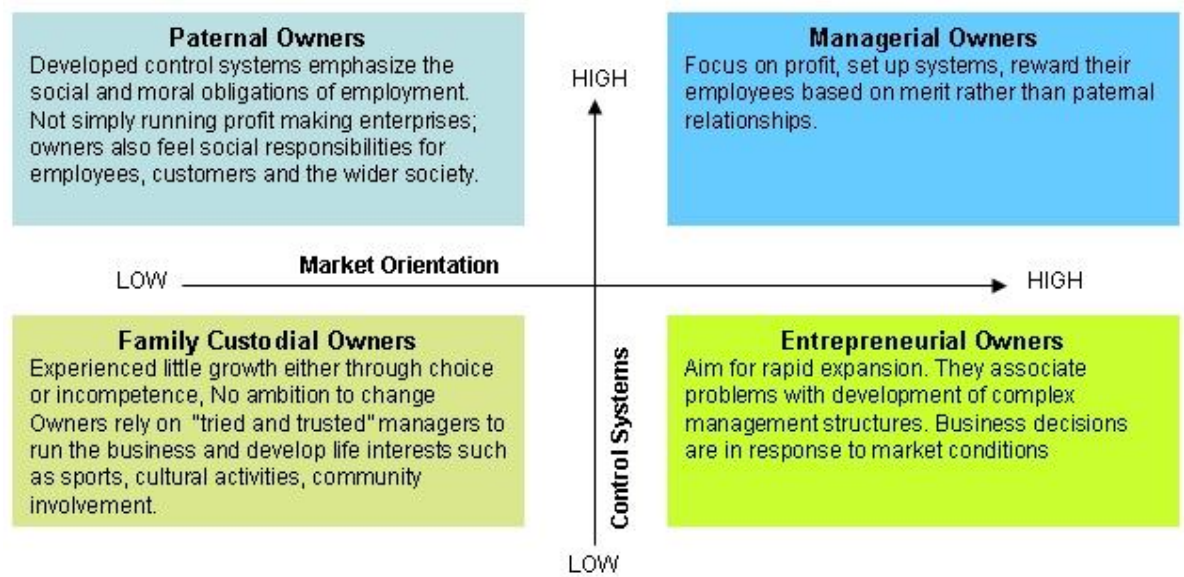 Paternal Owners
Developed control systems emphasize the
social and moral obligations of employment.
Not simply running profit making enterprises;
owners also feel social responsibilities for
employees, customers and the wider society.
HIGH
Managerial Owners
Focus on profit, set up systems, reward their
employees based on merit rather than paternal
relationships.
LOW
Market Orientation
HIGH
Family Custodial Owners
Experienced little growth either through choice
or incompetence, No ambition to change
Owners rely on "tried and trusted" managers to
run the business and develop life interests such
as sports, cultural activities, community
involvement.
Control Systems
LOW
Entrepreneurial Owners
Aim for rapid expansion. They associate
problems with development of complex
management structures. Business decisions
are in response to market conditions